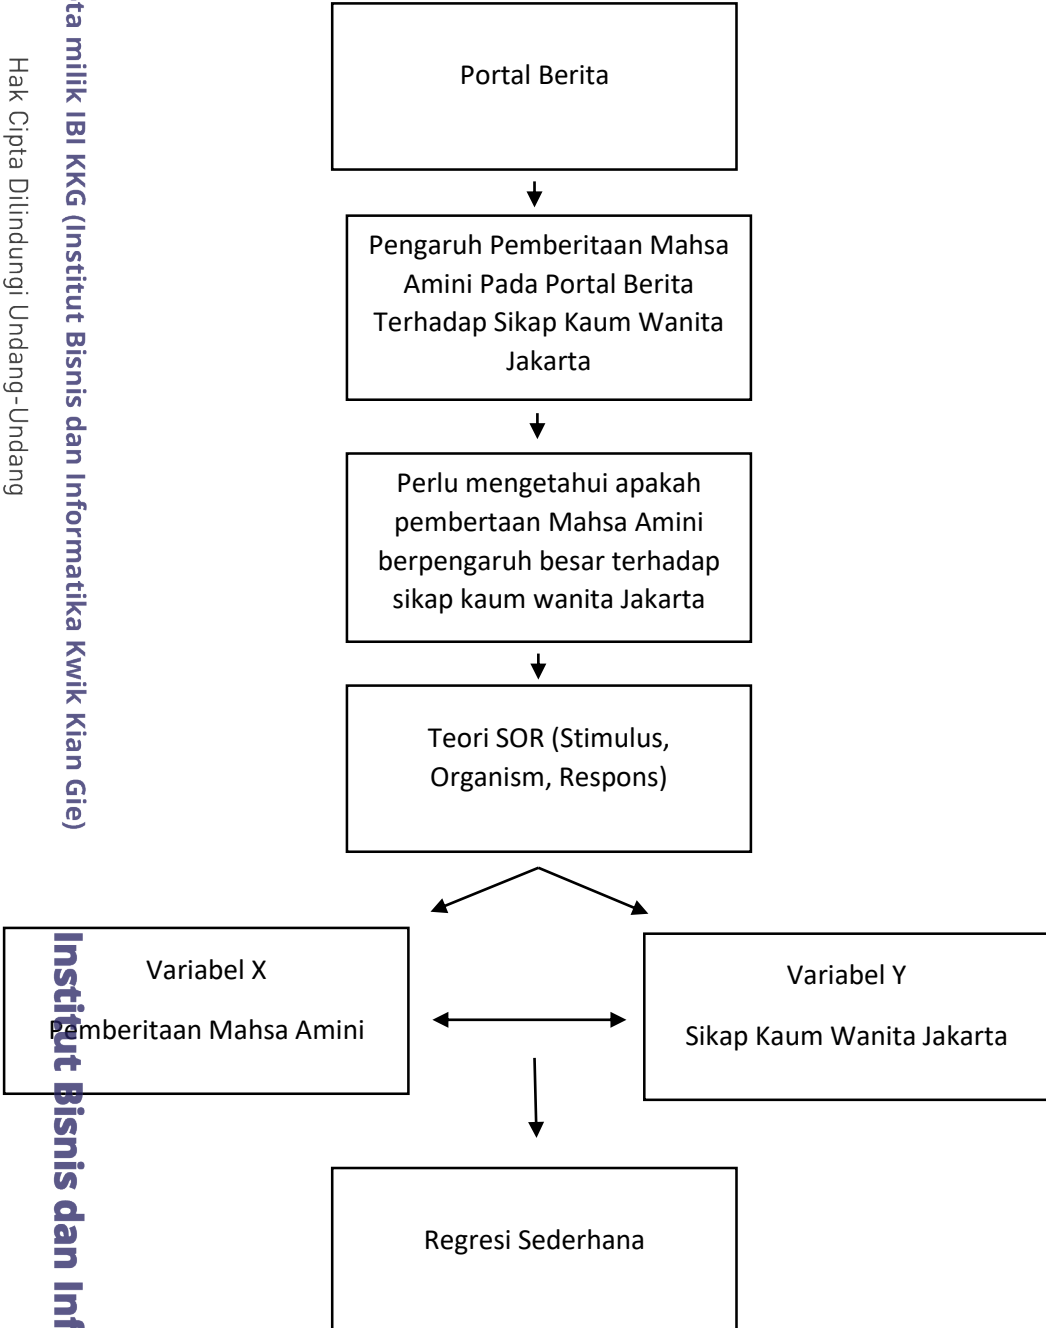 Portal Berita
Pengaruh Pemberitaan Mahsa
Amini Pada Portal Berita
Terhadap Sikap Kaum Wanita
Jakarta
Perlu mengetahui apakah
pembertaan Mahsa Amini
berpengaruh besar terhadap
sikap kaum wanita Jakarta
Teori SOR (Stimulus,
Organism, Respons)
Variabel X
Pemberitaan Mahsa Amini
Variabel Y
Sikap Kaum Wanita Jakarta
Regresi Sederhana
milik IBI KKG (Institut Bisnis dan Informatika Kwik Kian Gie)
Hak Cipta Dilindungi Undang-Undang
Institut Bisnis dan